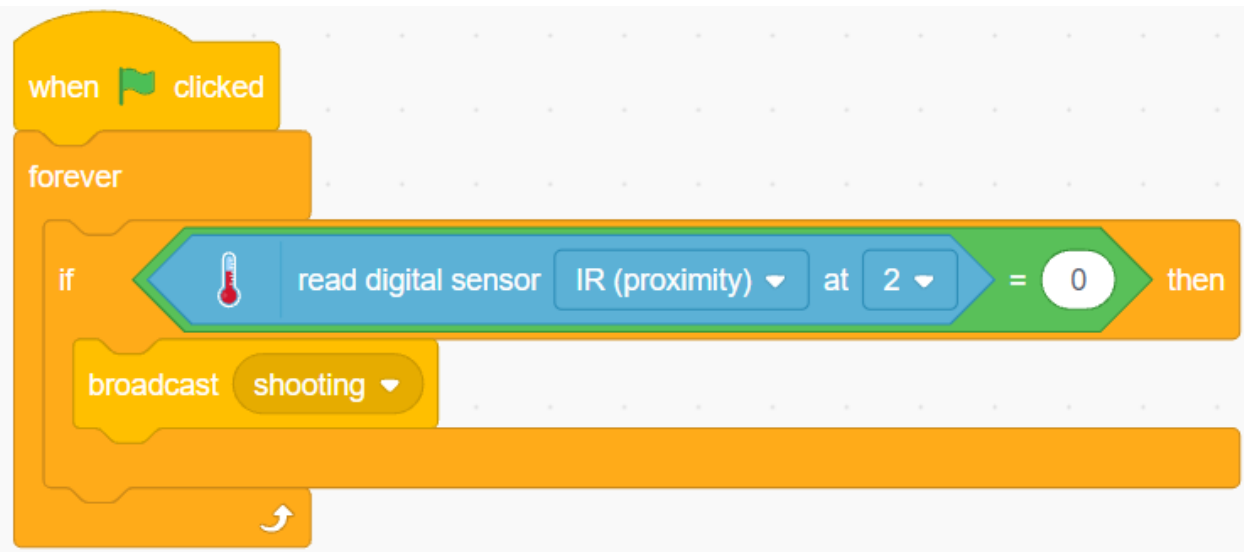 when clicked
forever
if read digital sensor IR (proximity) at 2 = 0 then
broadcast shooting